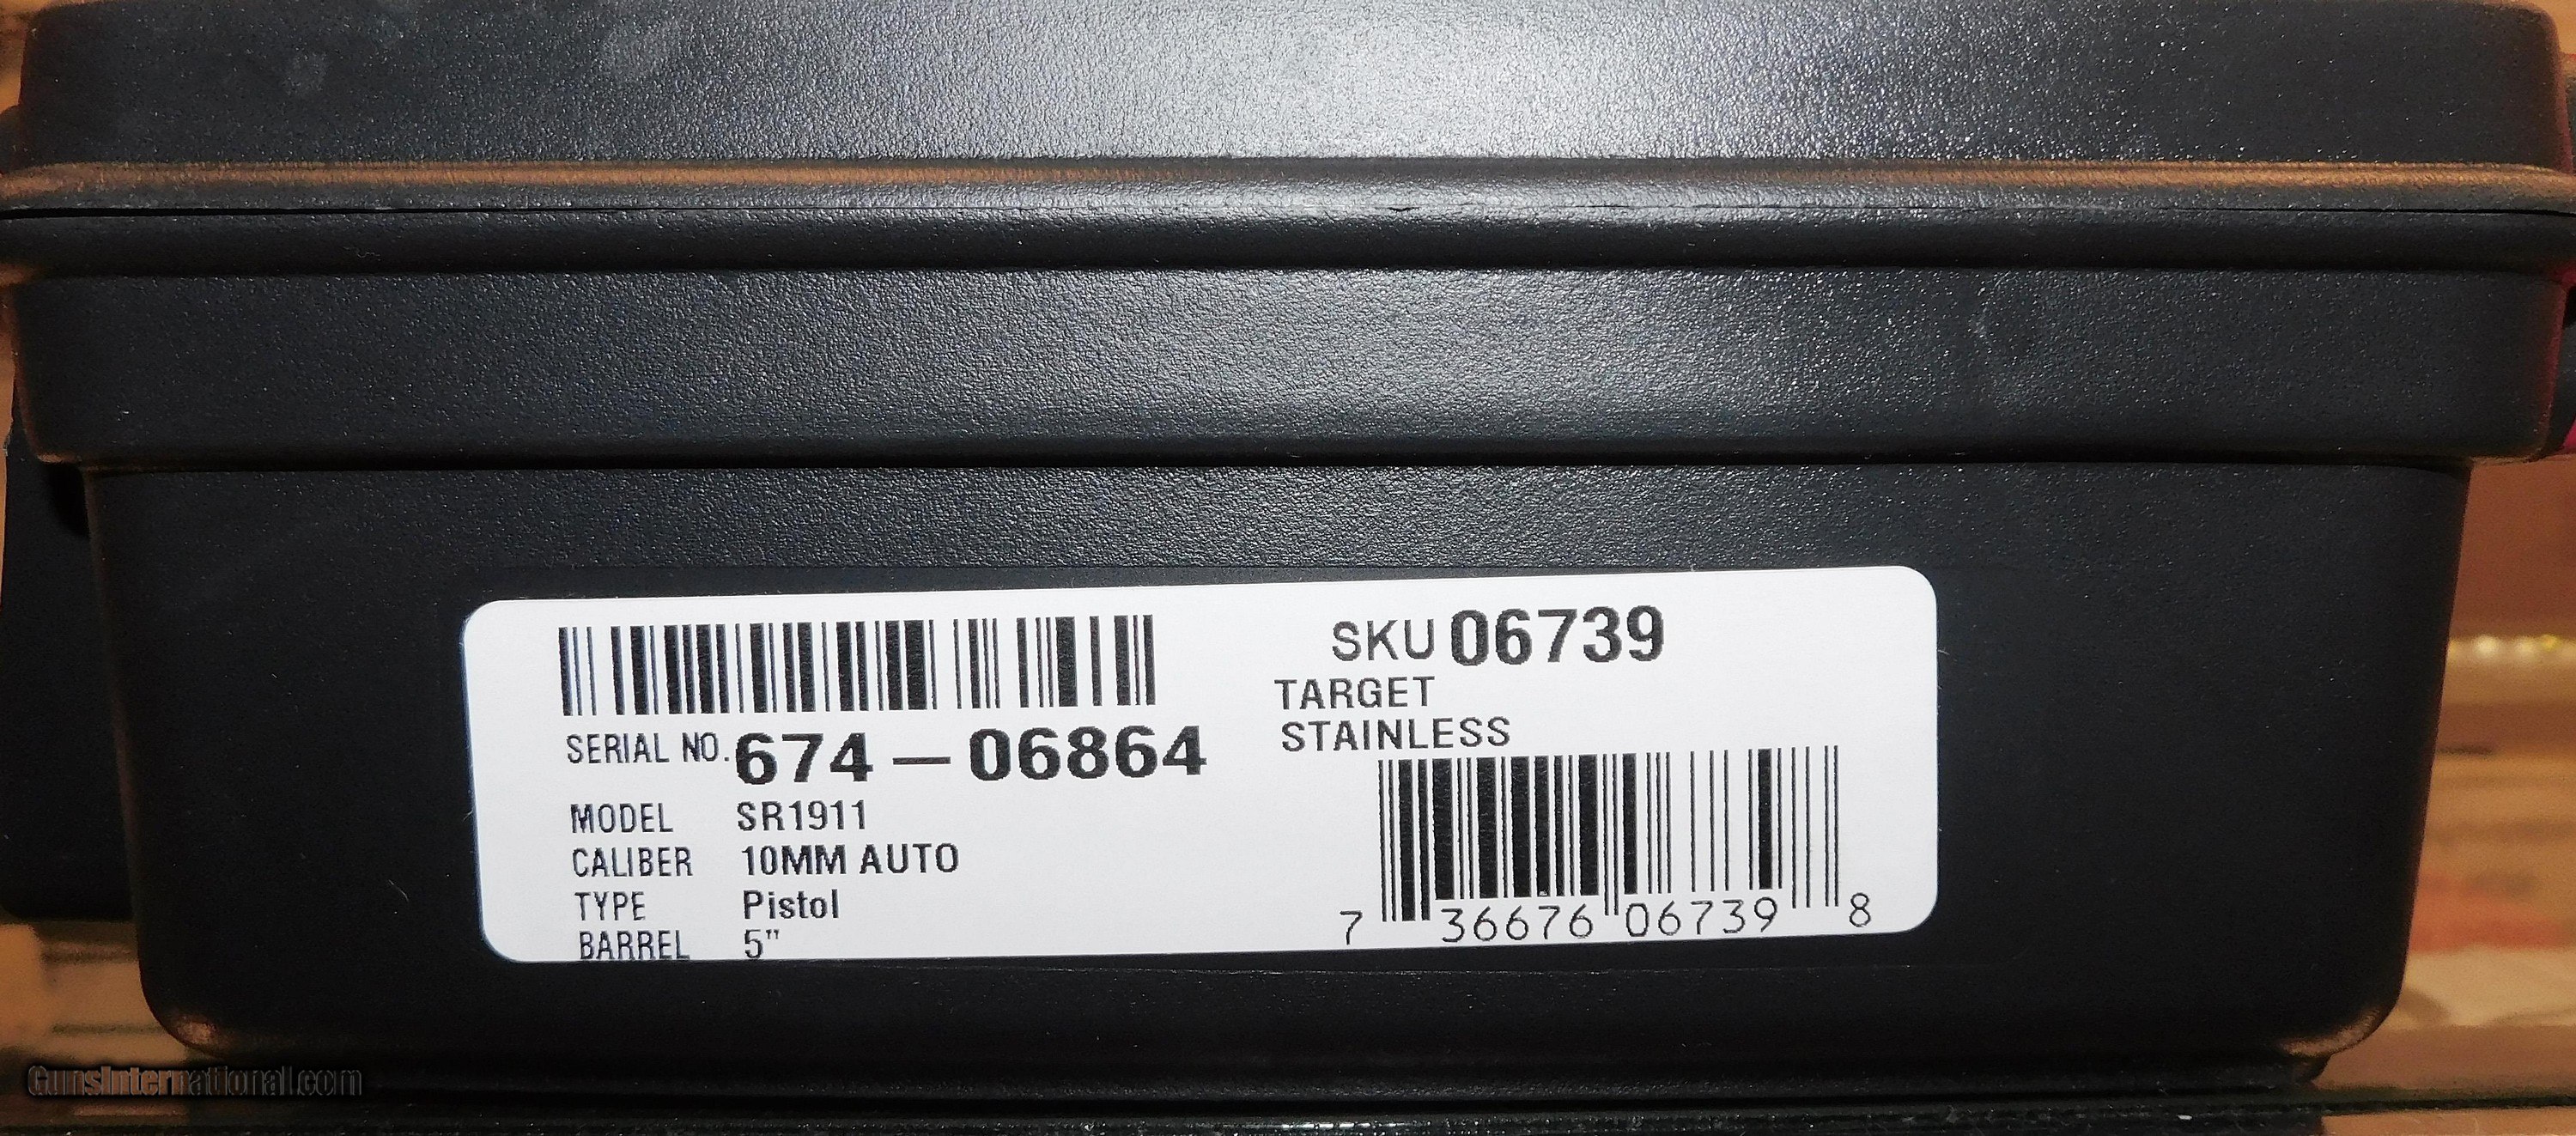 SERIAL NO. 674-06864
MODEL SR1911
CALIBER 10MM AUTO
TYPE Pistol
BARREL 5"
SKU 06739
TARGET
STAINLESS
7 36676 06739 8
GunsInternational.com